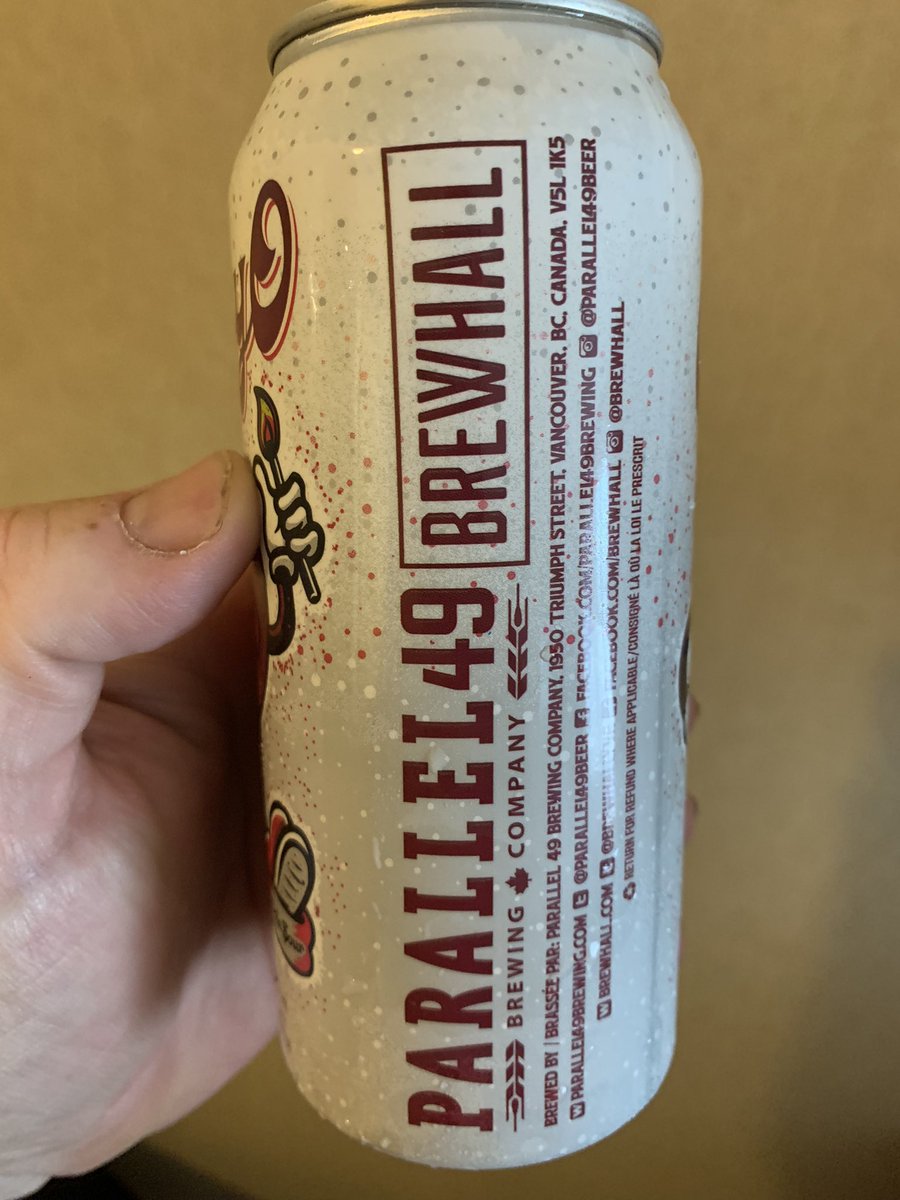 PARALLEL 49 BREWHALL
BREWING COMPANY
BREWED BY / BRASSÉE PAR: PARALLEL 49 BREWING COMPANY, 1950 TRIUMPH STREET, VANCOUVER, BC, CANADA, V5L 1K5
PARALLEL49BREWING.COM @PARALLEL49BEER FACEBOOK.COM/PARALLEL49BREWING @PARALLEL49BEER
BREWHALL.COM FACEBOOK.COM/BREWHALL @BREWHALL
RETURN FOR REFUND WHERE APPLICABLE/CONSIGNÉ LÀ OÙ LA LOI LE PRESCRIT